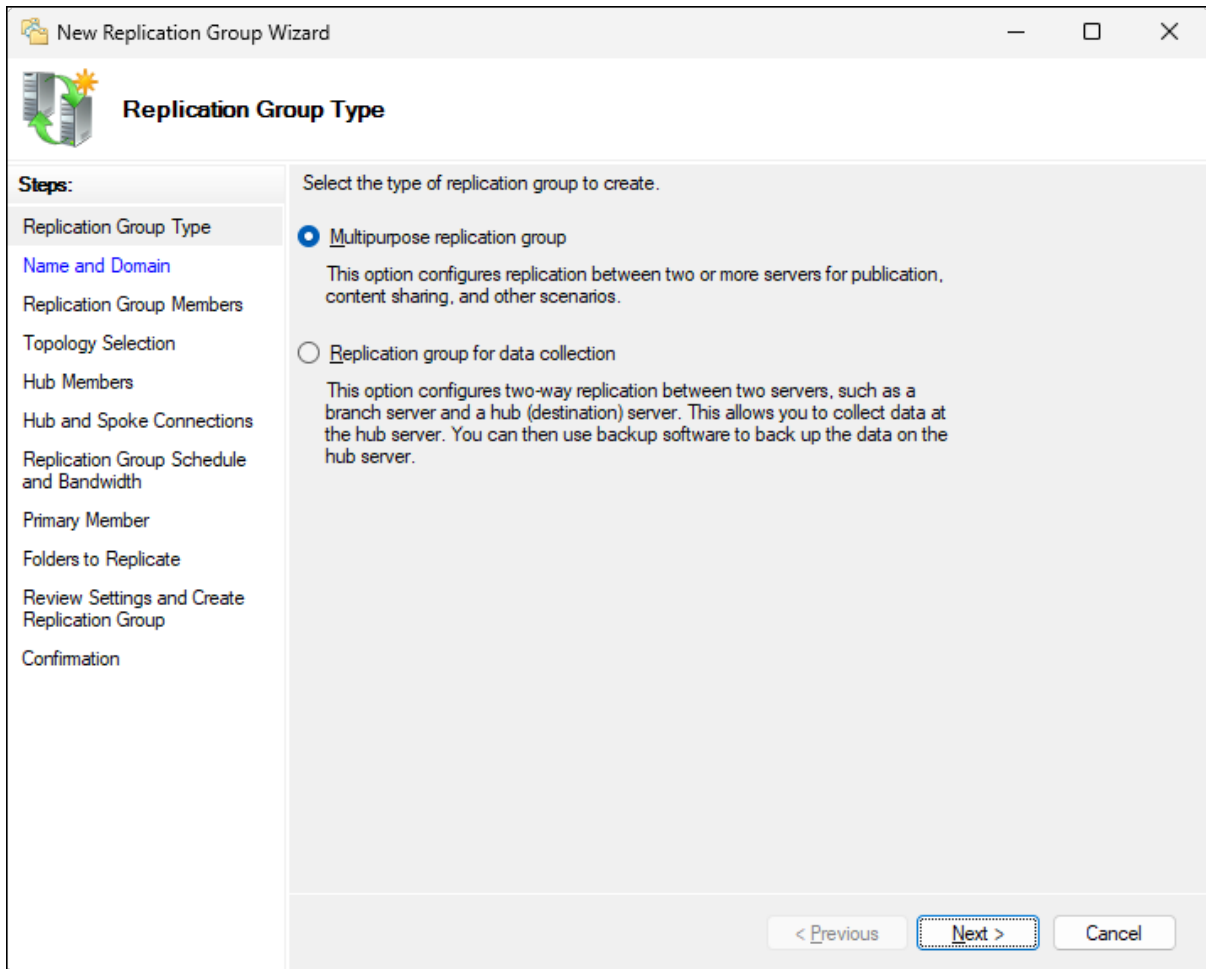 New Replication Group Wizard
Replication Group Type
Steps:
Replication Group Type
Name and Domain
Replication Group Members
Topology Selection
Hub Members
Hub and Spoke Connections
Replication Group Schedule
and Bandwidth
Primary Member
Folders to Replicate
Review Settings and Create
Replication Group
Confirmation
Select the type of replication group to create.
Multipurpose replication group
This option configures replication between two or more servers for publication,
content sharing, and other scenarios.
Replication group for data collection
This option configures two-way replication between two servers, such as a
branch server and a hub (destination) server. This allows you to collect data at
the hub server. You can then use backup software to back up the data on the
hub server.
< Previous
Next >
Cancel